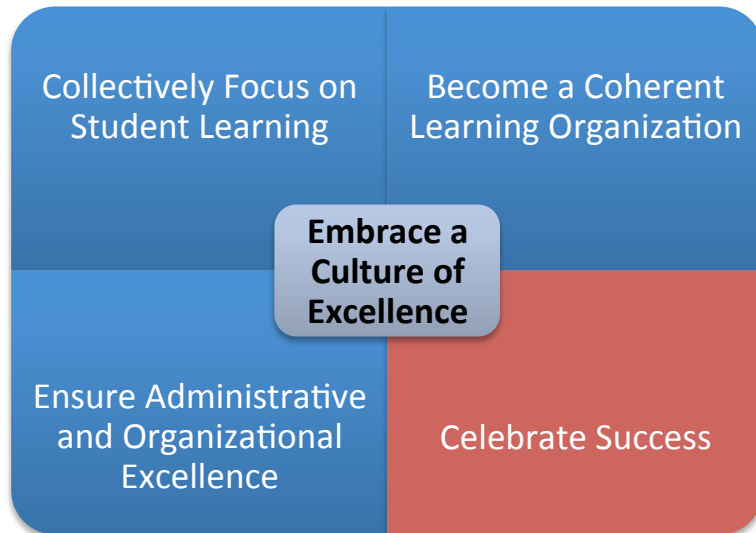 Collectively Focus on
Student Learning
Become a Coherent
Learning Organization
Embrace a
Culture of
Excellence
Ensure Administrative
and Organizational
Excellence
Celebrate Success